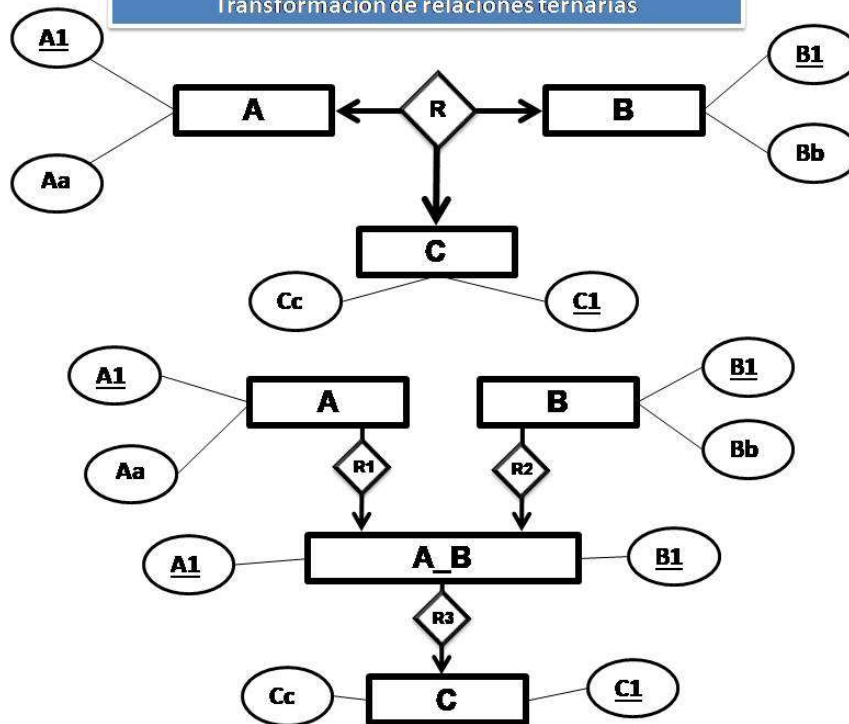 Transformación de relaciones ternarias
A1
B1
A
R
B
Aa
Bb
C
Cc
C1
A1
A
B
B1
Aa
R1
R2
Bb
A1
A_B
B1
R3
Cc
C
C1